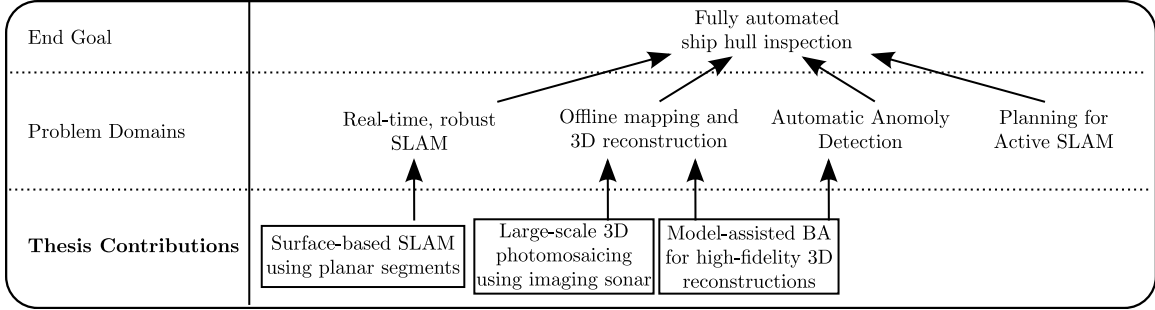 End Goal
Fully automated
ship hull inspection
Problem Domains
Real-time, robust
SLAM
Offline mapping and
3D reconstruction
Automatic Anomoly
Detection
Planning for
Active SLAM
Thesis Contributions
Surface-based SLAM
using planar segments
Large-scale 3D
photomosaicing
using imaging sonar
Model-assisted BA
for high-fidelity 3D
reconstructions